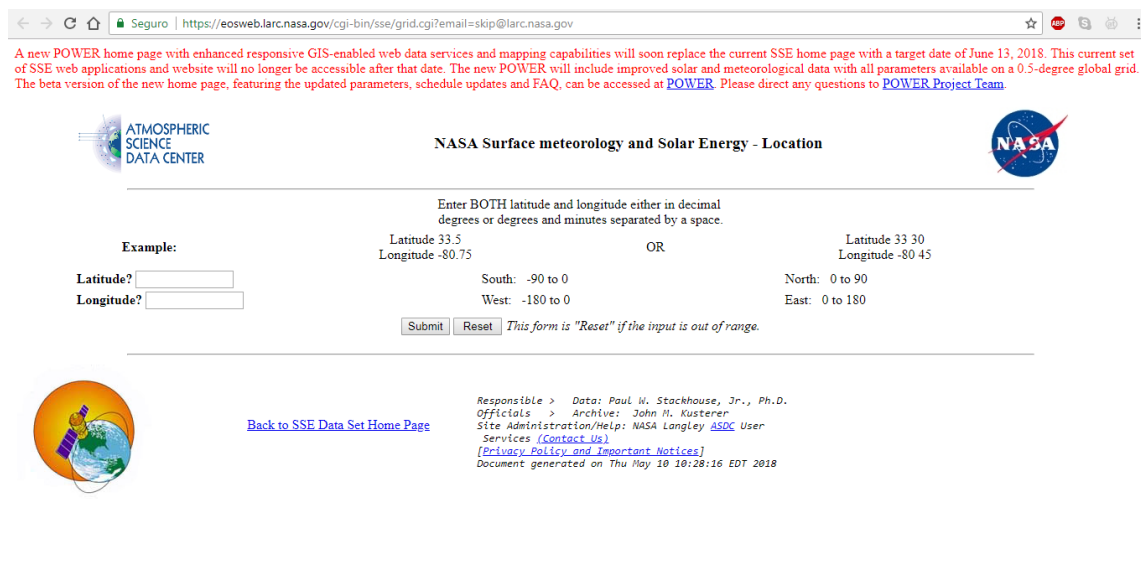 Seguro | https://eosweb.larc.nasa.gov/cgi-bin/sse/grid.cgi?email=skip@larc.nasa.gov
ABP
S
A new POWER home page with enhanced responsive GIS-enabled web data services and mapping capabilities will soon replace the current SSE home page with a target date of June 13, 2018. This current set
of SSE web applications and website will no longer be accessible after that date. The new POWER will include improved solar and meteorological data with all parameters available on a 0.5-degree global grid.
The beta version of the new home page, featuring the updated parameters, schedule updates and FAQ, can be accessed at POWER. Please direct any questions to POWER Project Team.
ATMOSPHERIC
SCIENCE
DATA CENTER
NASA Surface meteorology and Solar Energy - Location
NASA
Enter BOTH latitude and longitude either in decimal
degrees or degrees and minutes separated by a space.
Example:
Latitude 33.5
Longitude -80.75
OR
Latitude 33 30
Longitude -80 45
Latitude? South: -90 to 0 North: 0 to 90
Longitude? West: -180 to 0 East: 0 to 180
Submit Reset This form is "Reset" if the input is out of range.
Back to SSE Data Set Home Page
Responsible > Data: Paul W. Stackhouse, Jr., Ph.D.
Officials > Archive: John M. Kusterer
Site Administration/Help: NASA Langley ASDC User
Services (Contact Us)
[Privacy Policy and Important Notices]
Document generated on Thu May 10 10:28:16 EDT 2018